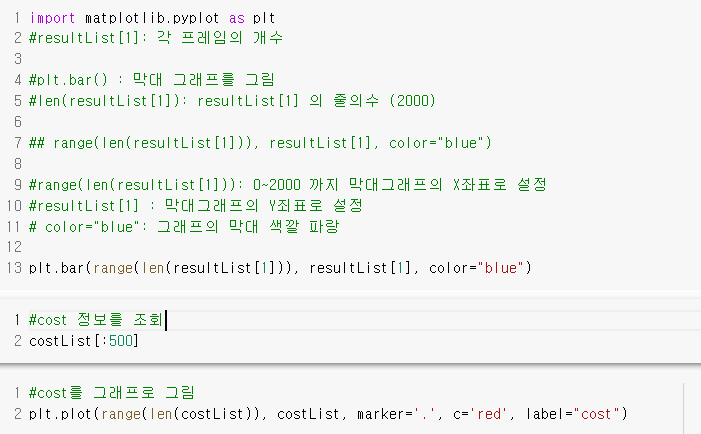 1 import matplotlib.pyplot as plt
2 #resultList[1]: 각 프레임의 개수
3
4 #plt.bar() : 막대 그래프를 그림
5 #len(resultList[1]): resultList[1] 의 줄의수 (2000)
6
7 ## range(len(resultList[1])), resultList[1], color="blue")
8
9 #range(len(resultList[1])): 0~2000 까지 막대그래프의 X좌표로 설정
10 #resultList[1] : 막대그래프의 Y죄표로 설정
11 # color="blue": 그래프의 막대 색깔 파랑
12
13 plt.bar(range(len(resultList[1])), resultList[1], color="blue")
1 #cost 정보를 조회
2 costList[:500]
1 #cost를 그래프로 그림
2 plt.plot(range(len(costList)), costList, marker='.', c='red', label="cost")